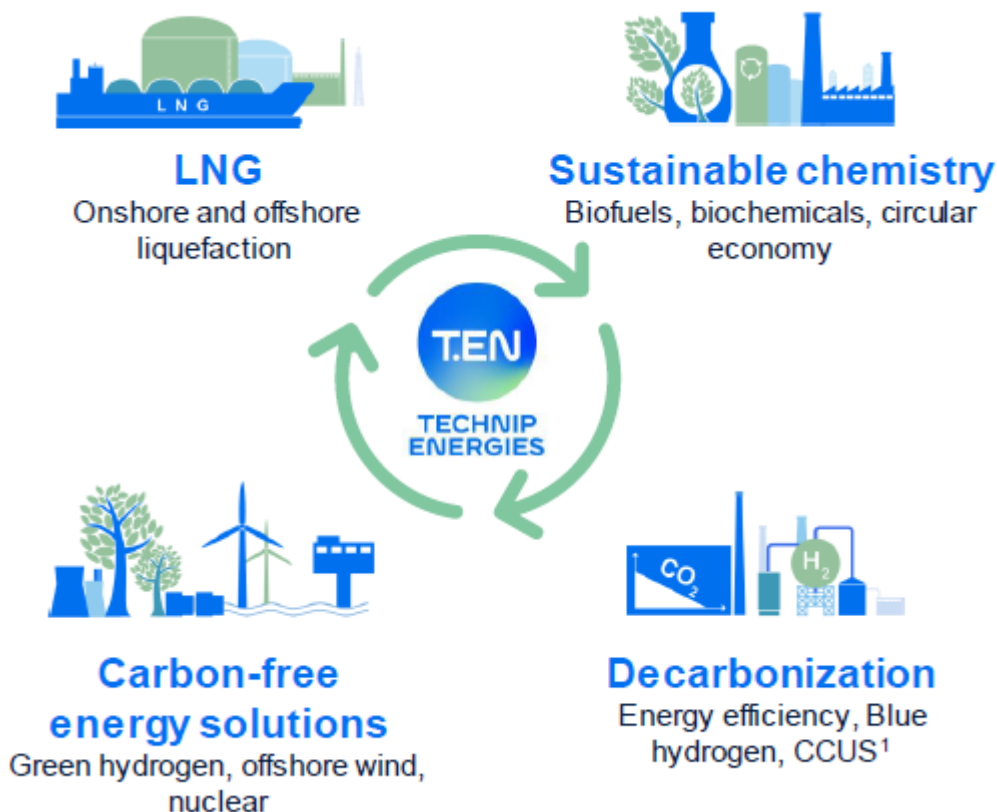 LNG
LNG
Onshore and offshore
liquefaction
Sustainable chemistry
Biofuels, biochemicals, circular
economy
T.EN
TECHNIP
ENERGIES
CO₂
H₂
Carbon-free
energy solutions
Green hydrogen, offshore wind,
nuclear
Decarbonization
Energy efficiency, Blue
hydrogen, CCUS¹